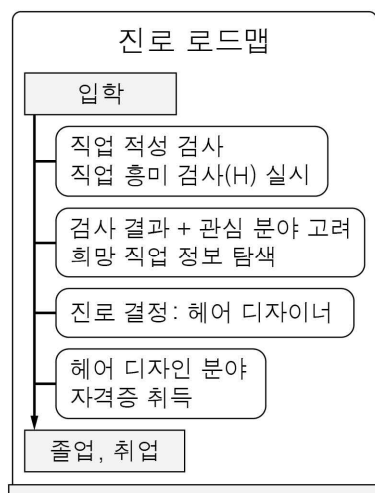 진로 로드맵
입학
직업 적성 검사
직업 흥미 검사(H) 실시
검사 결과 + 관심 분야 고려
희망 직업 정보 탐색
진로 결정: 헤어 디자이너
헤어 디자인 분야
자격증 취득
졸업, 취업